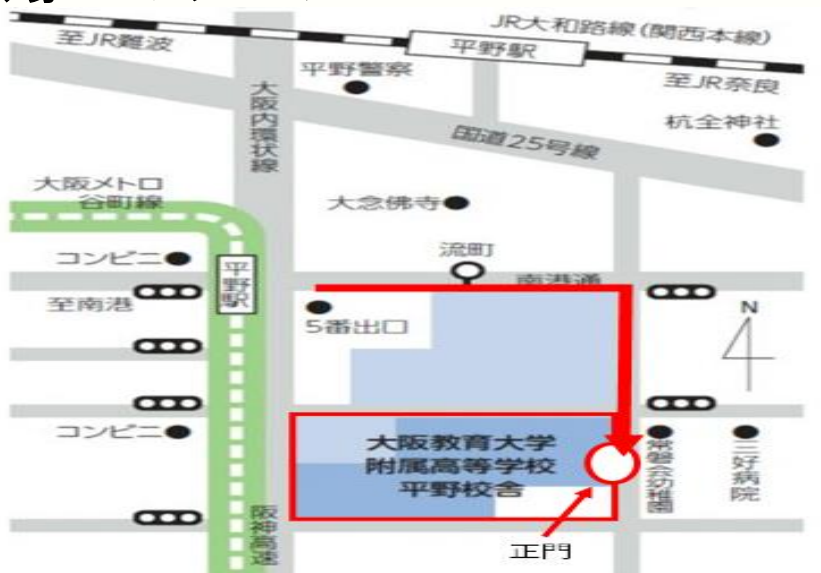 JR大和路線(関西本線)
至JR難波
平野駅
平野警察
至JR奈良
大阪内環状線
国道25号線
杭全神社
大阪メトロ
谷町線
大念佛寺
コンビニ
平野駅
流町
南港通
至南港
5番出口
N
コンビニ
大阪教育大学
附属高等学校
平野校舎
常磐会幼稚園
三好病院
阪神高速
正門